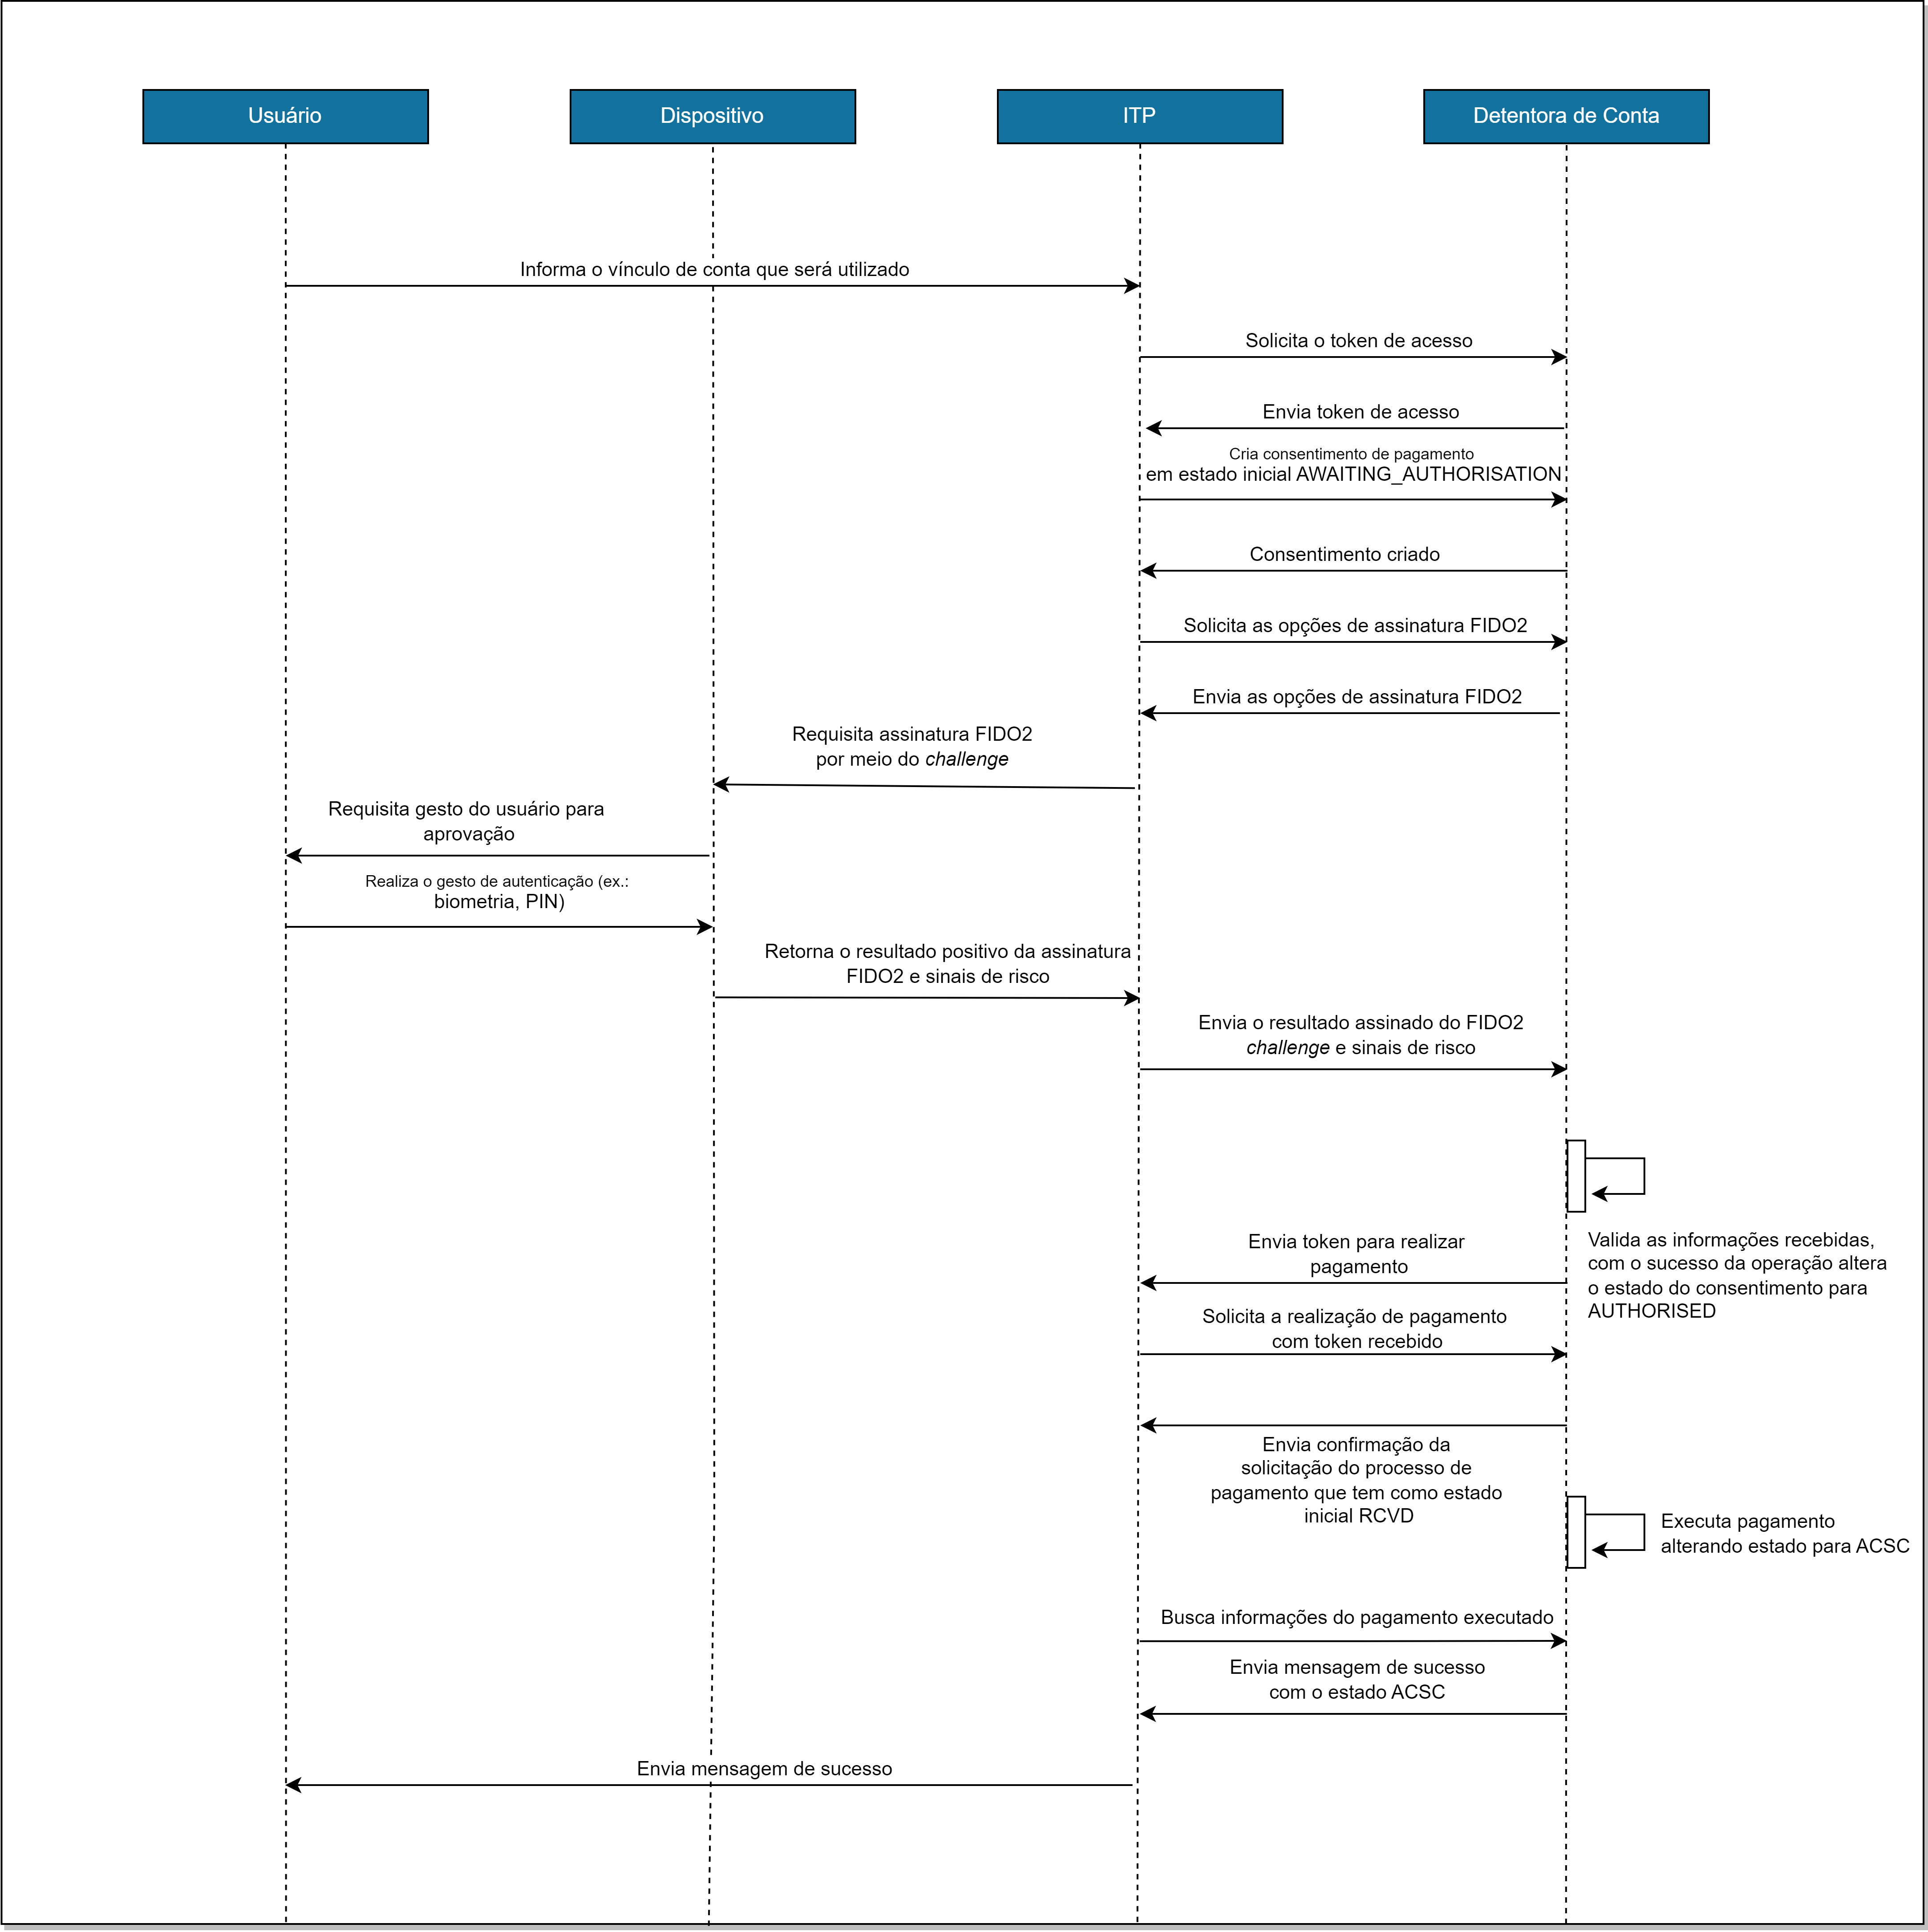 Usuário
Dispositivo
ITP
Detentora de Conta
Informa o vínculo de conta que será utilizado
Solicita o token de acesso
Envia token de acesso
Cria consentimento de pagamento
em estado inicial AWAITING_AUTHORISATION
Consentimento criado
Solicita as opções de assinatura FIDO2
Envia as opções de assinatura FIDO2
Requisita assinatura FIDO2
por meio do challenge
Requisita gesto do usuário para
aprovação
Realiza o gesto de autenticação (ex.:
biometria, PIN)
Retorna o resultado positivo da assinatura
FIDO2 e sinais de risco
Envia o resultado assinado do FIDO2
challenge e sinais de risco
Valida as informações recebidas,
com o sucesso da operação altera
o estado do consentimento para
AUTHORISED
Envia token para realizar
pagamento
Solicita a realização de pagamento
com token recebido
Envia confirmação da
solicitação do processo de
pagamento que tem como estado
inicial RCVD
Executa pagamento
alterando estado para ACSC
Busca informações do pagamento executado
Envia mensagem de sucesso
com o estado ACSC
Envia mensagem de sucesso